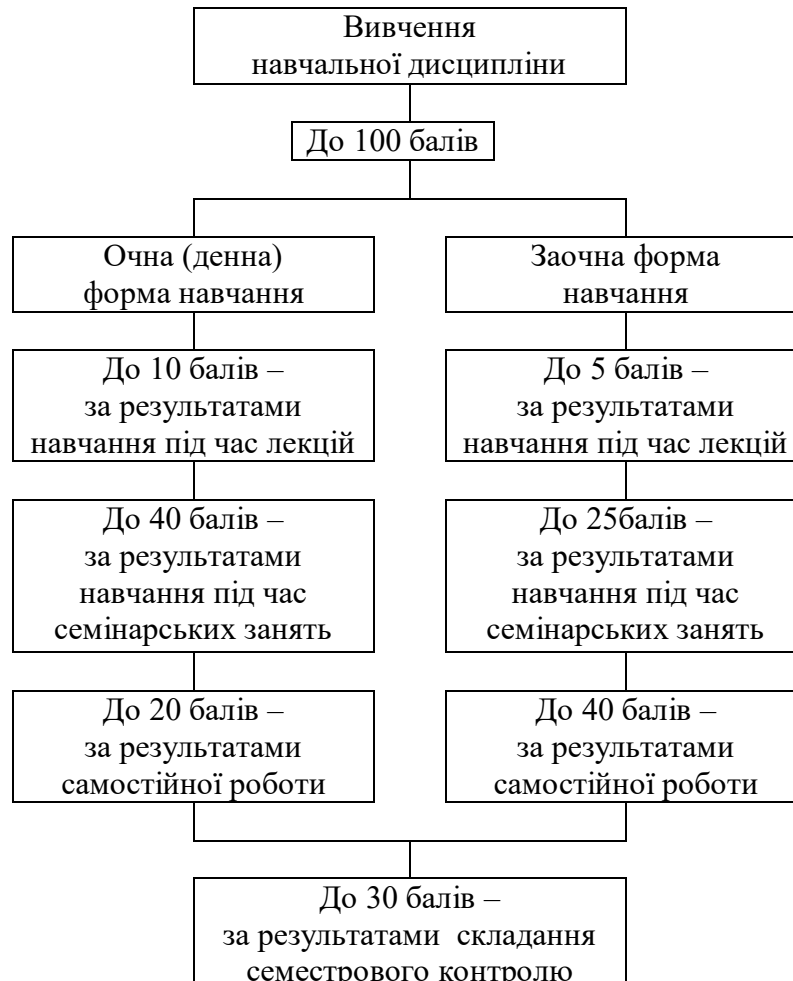 Вивчення
навчальної дисципліни
До 100 балів
Очна (денна)
форма навчання
Заочна форма
навчання
До 10 балів –
за результатами
навчання під час лекцій
До 5 балів –
за результатами
навчання під час лекцій
До 40 балів –
за результатами
навчання під час
семінарських занять
До 25балів –
за результатами
навчання під час
семінарських занять
До 20 балів –
за результатами
самостійної роботи
До 40 балів –
за результатами
самостійної роботи
До 30 балів –
за результатами складання
семестрового контролю